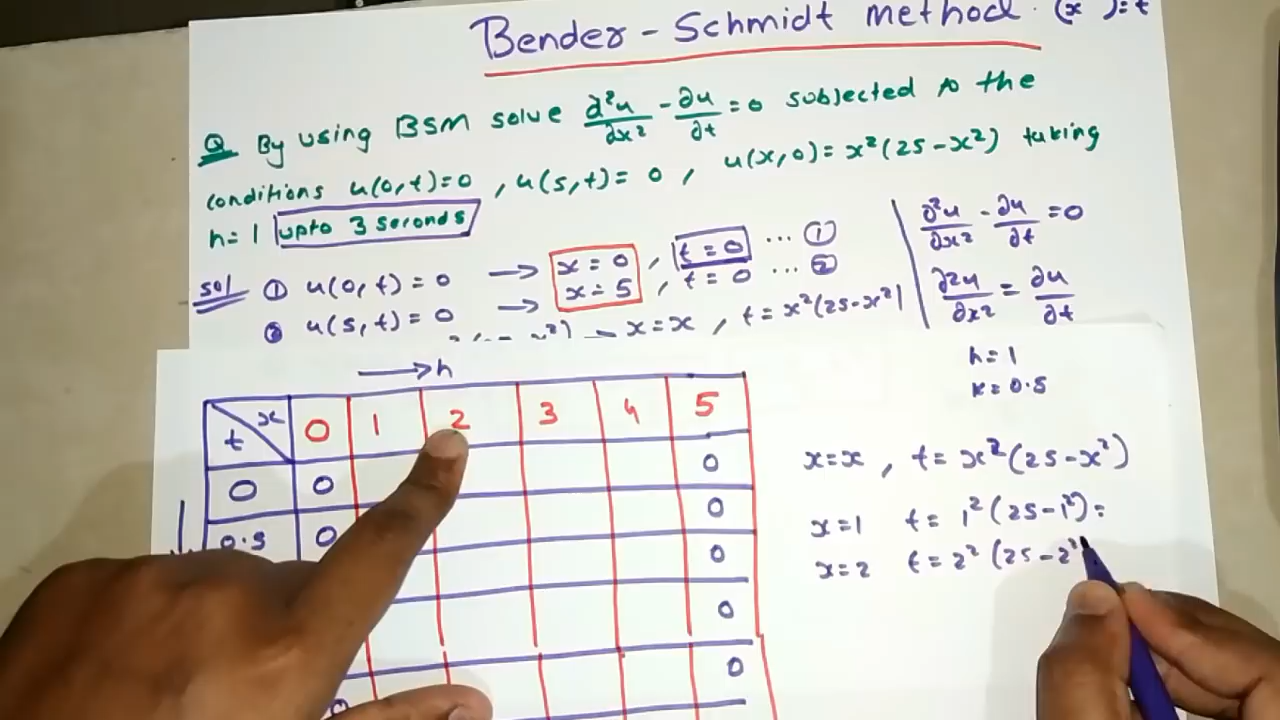 Bender - Schmidt method. (x ) = t
Q By using BSM solve ∂²u/∂x² - ∂u/∂t = 0 subjected to the
conditions u(0,t)=0 , u(5,t)= 0 , u(x,0)= x²(25-x²) taking
h= 1 upto 3 seconds
sol ① u(0,t) = 0 → x = 0 , t = 0 ... ①
② u(5,t) = 0 → x = 5 , t = 0 ... ②
- x = x , t = x²(25-x²)
∂²u/∂x² - ∂u/∂t = 0
∂²u/∂x² = ∂u/∂t
h = 1
k = 0.5
→ h
t x 0 1 2 3 4 5
0 0 0
0.5 0 0
0
0
0 0
x=x , t= x²(25-x²)
x=1 t= 1²(25-1²)=
x=2 t= 2²(25-2²